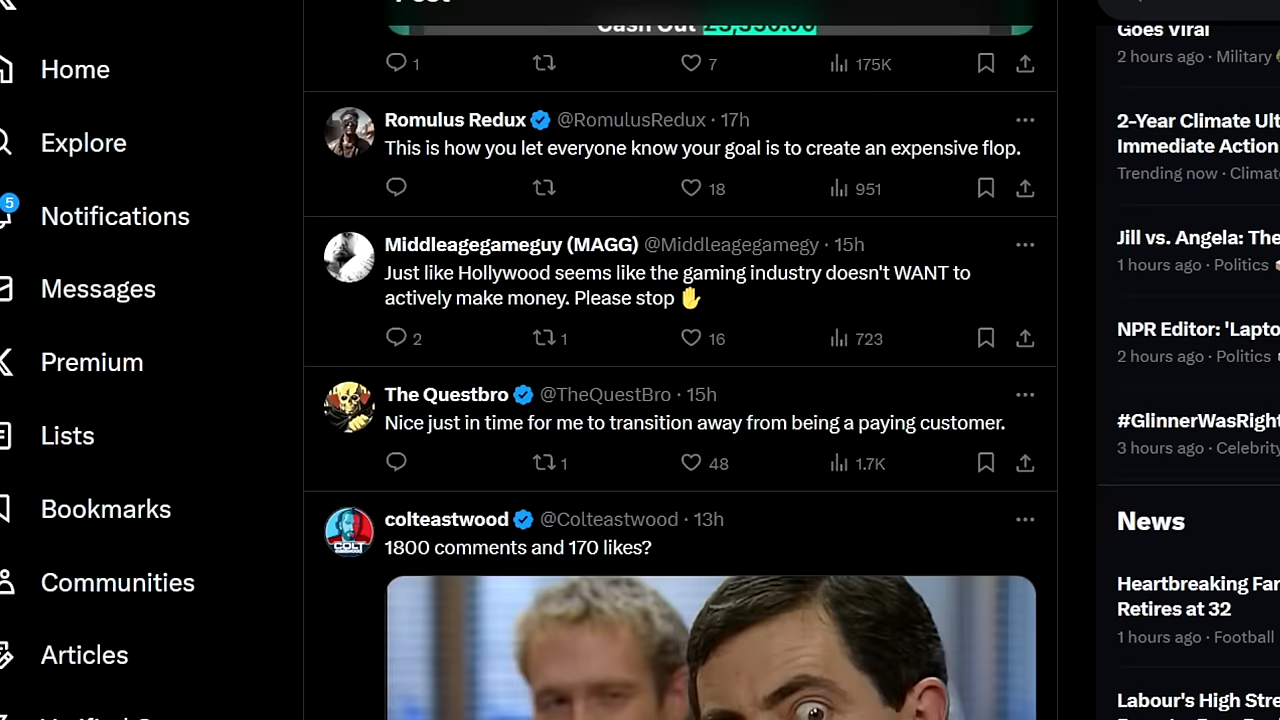 Home
Explore
5
Notifications
Messages
Premium
Lists
Bookmarks
Communities
Articles
Cash Out
1
7
175K
Romulus Redux @RomulusRedux · 17h
This is how you let everyone know your goal is to create an expensive flop.
18
951
Middleagegameguy (MAGG) @Middleagegamegy · 15h
Just like Hollywood seems like the gaming industry doesn't WANT to
actively make money. Please stop ✋
2
1
16
723
The Questbro @TheQuestBro · 15h
Nice just in time for me to transition away from being a paying customer.
1
48
1.7K
colteastwood @Colteastwood · 13h
1800 comments and 170 likes?
COLT
Goes Viral
2 hours ago · Military
2-Year Climate Ult
Immediate Action
Trending now · Climate
Jill vs. Angela: The
1 hours ago · Politics
NPR Editor: 'Lapto
2 hours ago · Politics
#GlinnerWasRight
3 hours ago · Celebrity
News
Heartbreaking Far
Retires at 32
1 hours ago · Football
Labour's High Stre